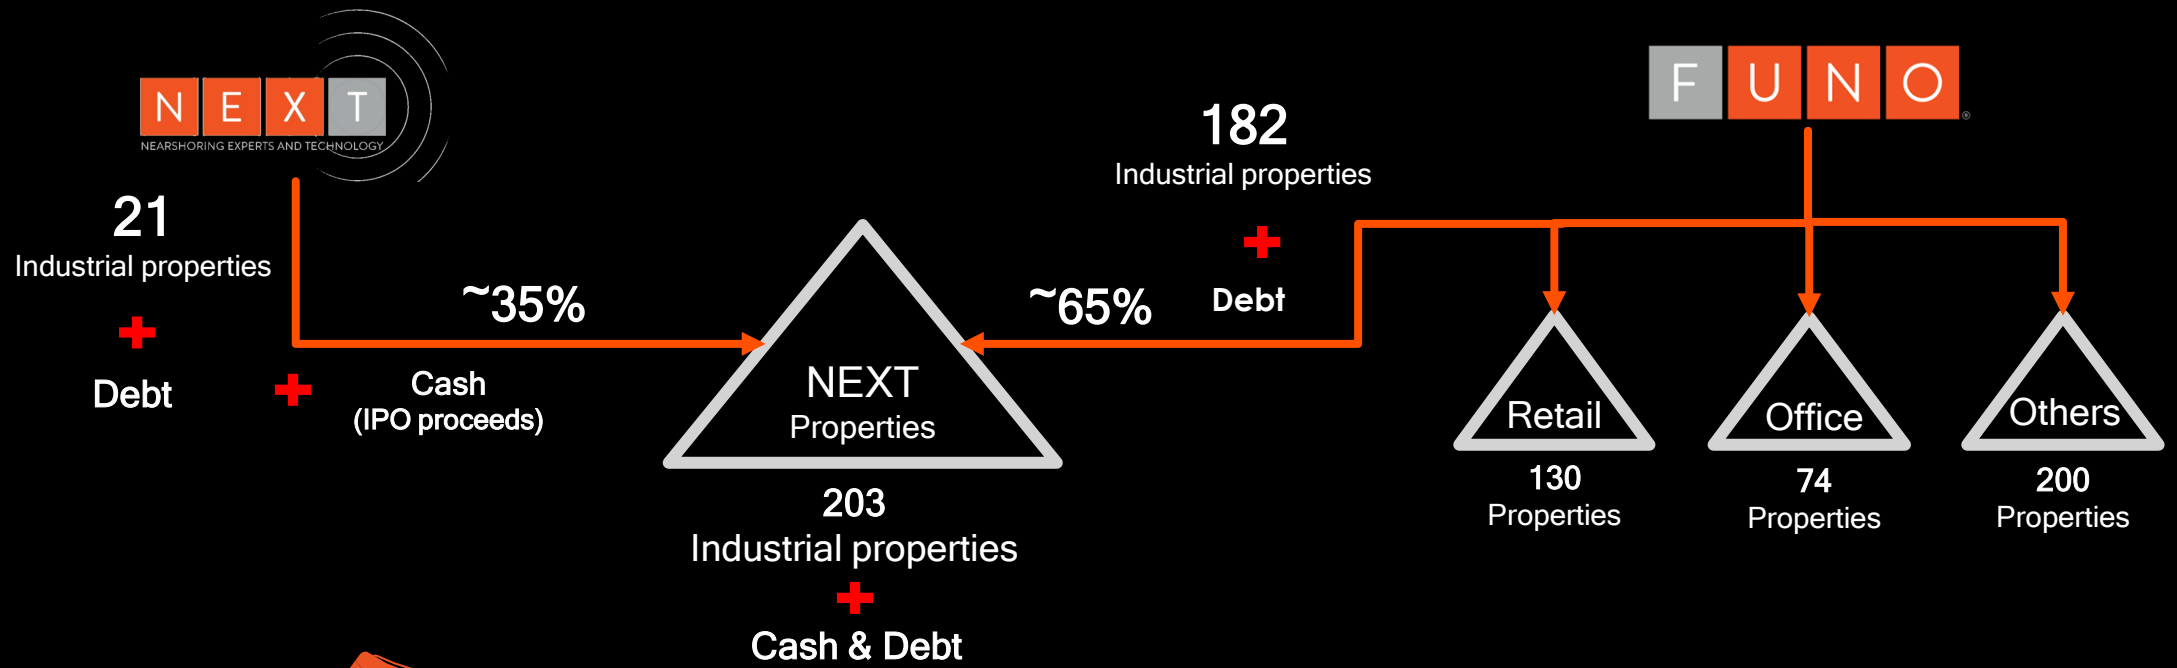 NEXT
NEARSHORING EXPERTS AND TECHNOLOGY
21
Industrial properties
+
Debt
+
Cash
(IPO proceeds)
~35%
NEXT
Properties
203
Industrial properties
+
Cash & Debt
~65%
182
Industrial properties
+
Debt
FUNO®
Retail
130
Properties
Office
74
Properties
Others
200
Properties